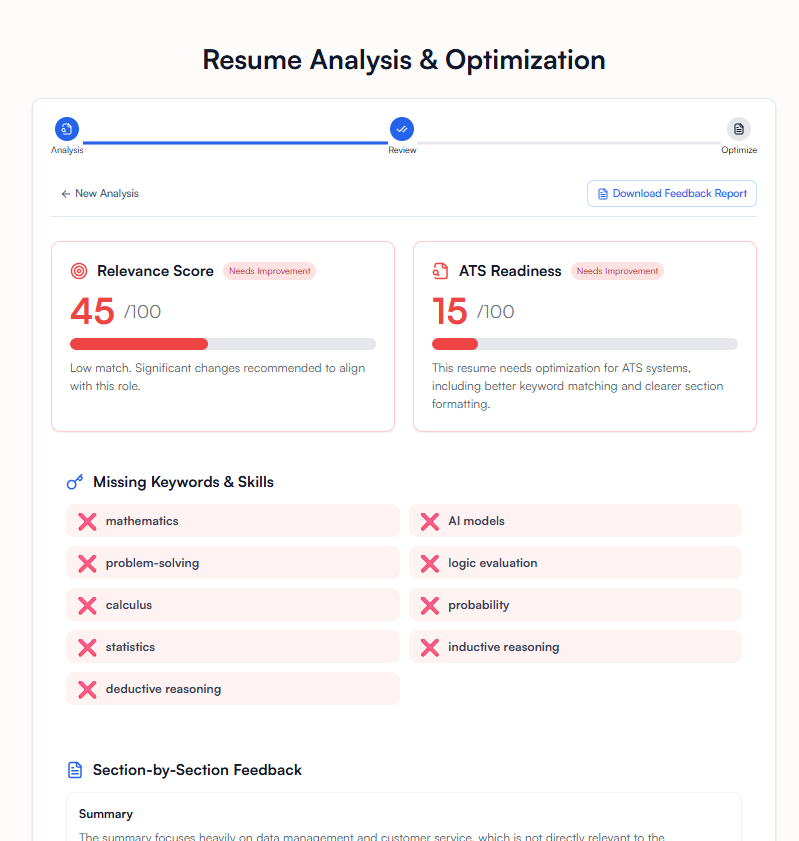 Resume Analysis & Optimization
Analysis
Review
Optimize
← New Analysis
Download Feedback Report
Relevance Score
Needs Improvement
45 /100
Low match. Significant changes recommended to align
with this role.
ATS Readiness
Needs Improvement
15 /100
This resume needs optimization for ATS systems,
including better keyword matching and clearer section
formatting.
Missing Keywords & Skills
mathematics
AI models
problem-solving
logic evaluation
calculus
probability
statistics
inductive reasoning
deductive reasoning
Section-by-Section Feedback
Summary
The summary focuses heavily on data management and customer service, which is not directly relevant to the